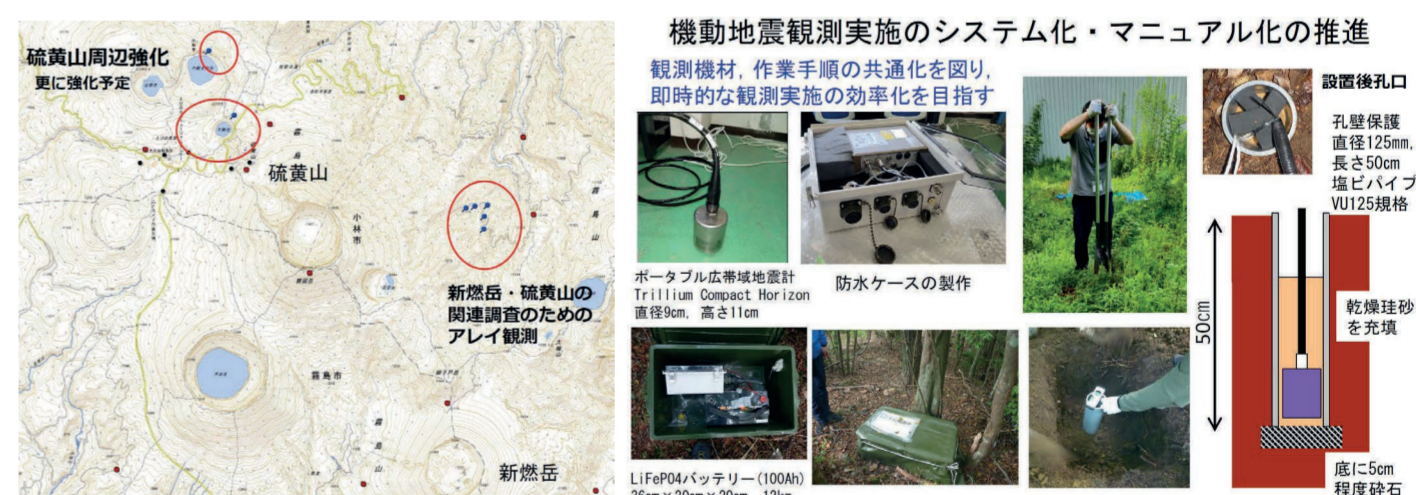 硫黄山周辺強化
更に強化予定
硫黄山
小林市
新燃岳・硫黄山の
関連調査のための
アレイ観測
霧島市
霧島山
新燃岳
機動地震観測実施のシステム化・マニュアル化の推進
観測機材，作業手順の共通化を図り，
即時的な観測実施の効率化を目指す
ポータブル広帯域地震計
Trillium Compact Horizon
直径9cm, 高さ11cm
防水ケースの製作
LiFePO4バッテリー(100Ah)
設置後孔口
孔壁保護
直径125mm,
長さ50cm
塩ビパイプ
VU125規格
50cm
乾燥珪砂
を充填
底に5cm
程度砕石